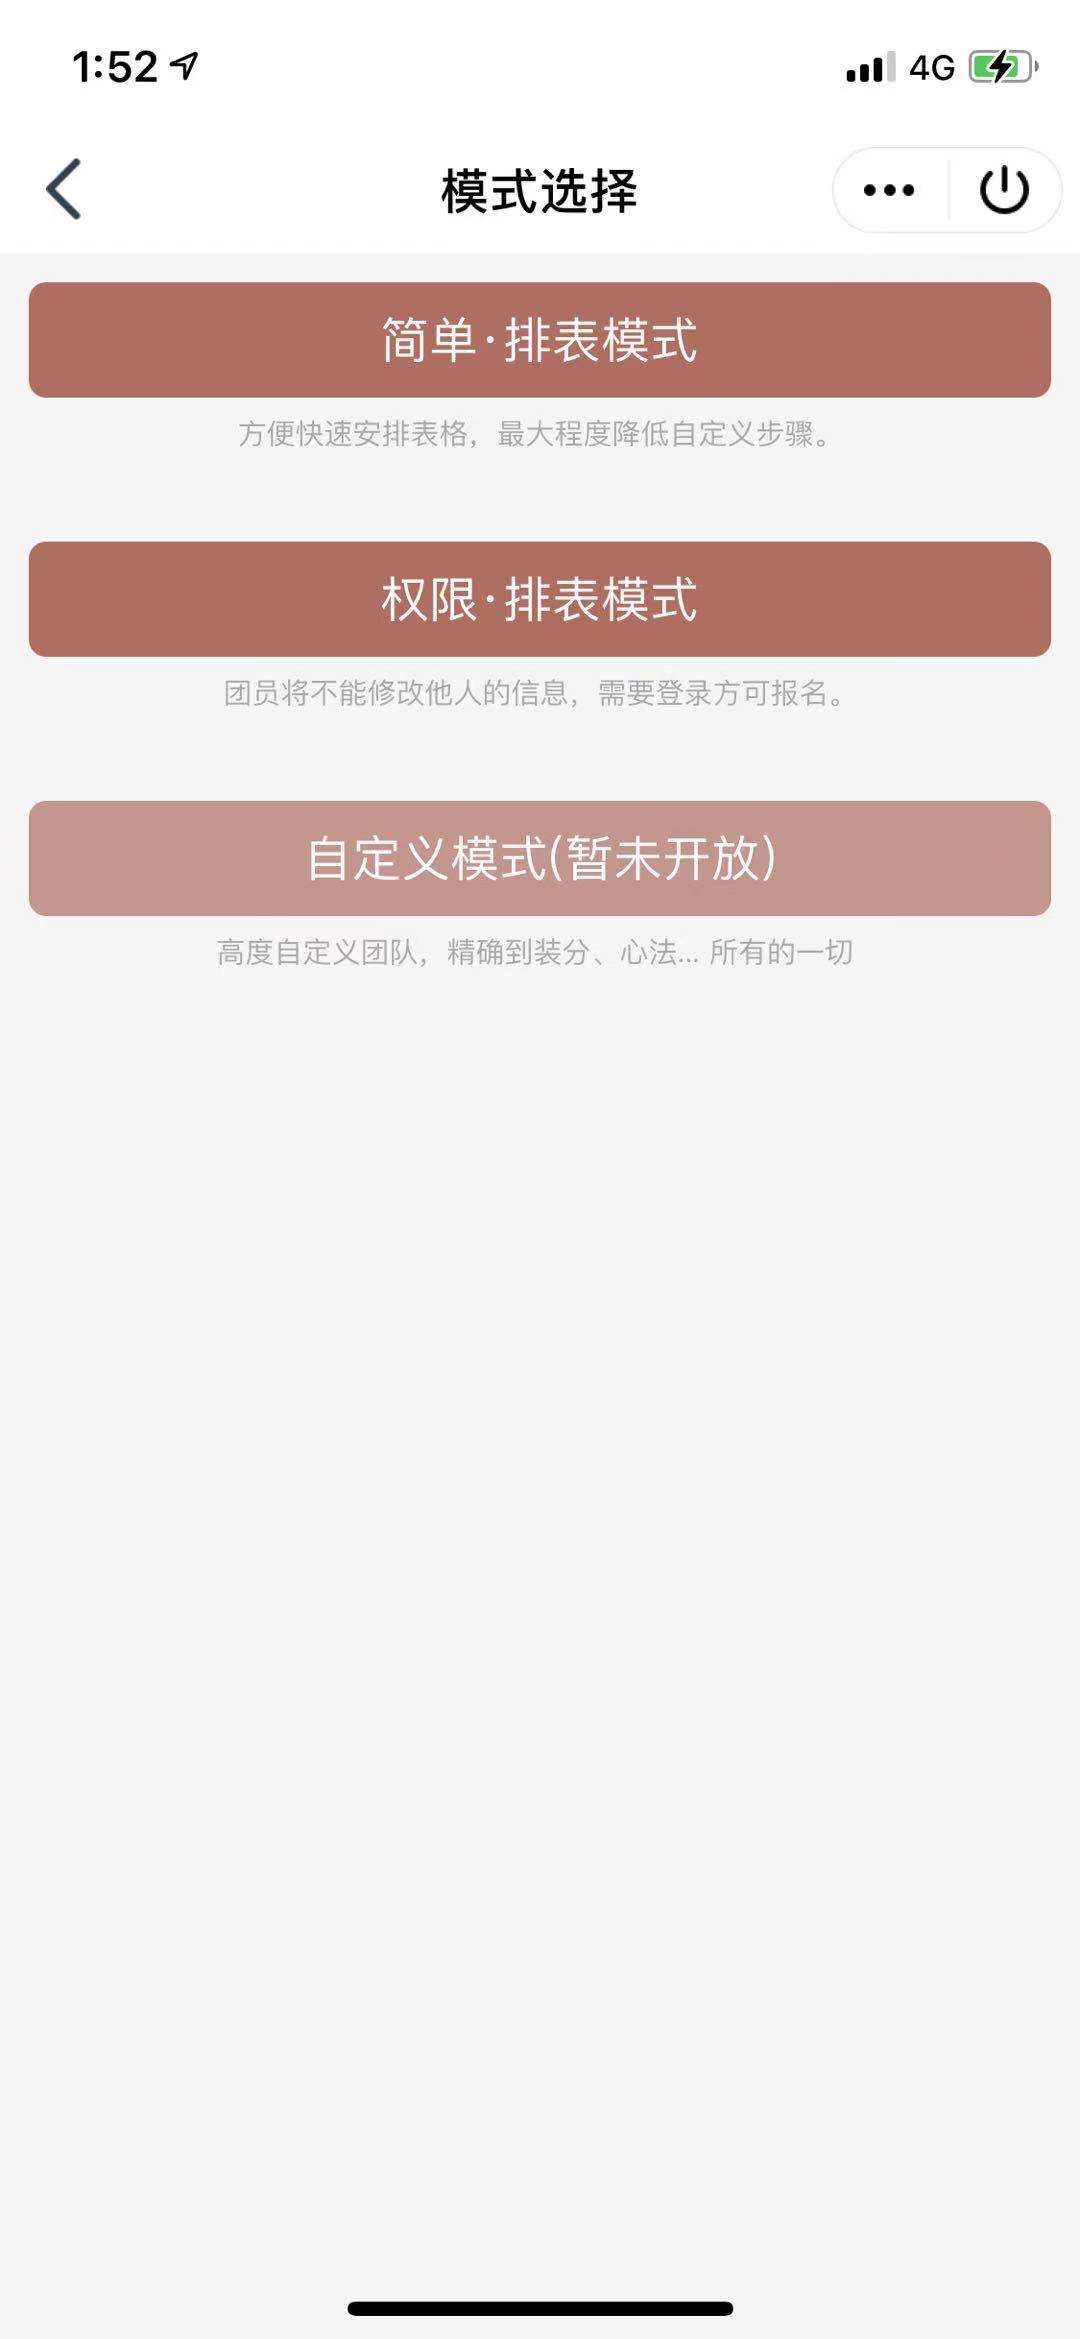 1:52
4G
模式选择
简单·排表模式
方便快速安排表格，最大程度降低自定义步骤。
权限·排表模式
团员将不能修改他人的信息，需要登录方可报名。
自定义模式(暂未开放)
高度自定义团队，精确到装分、心法... 所有的一切